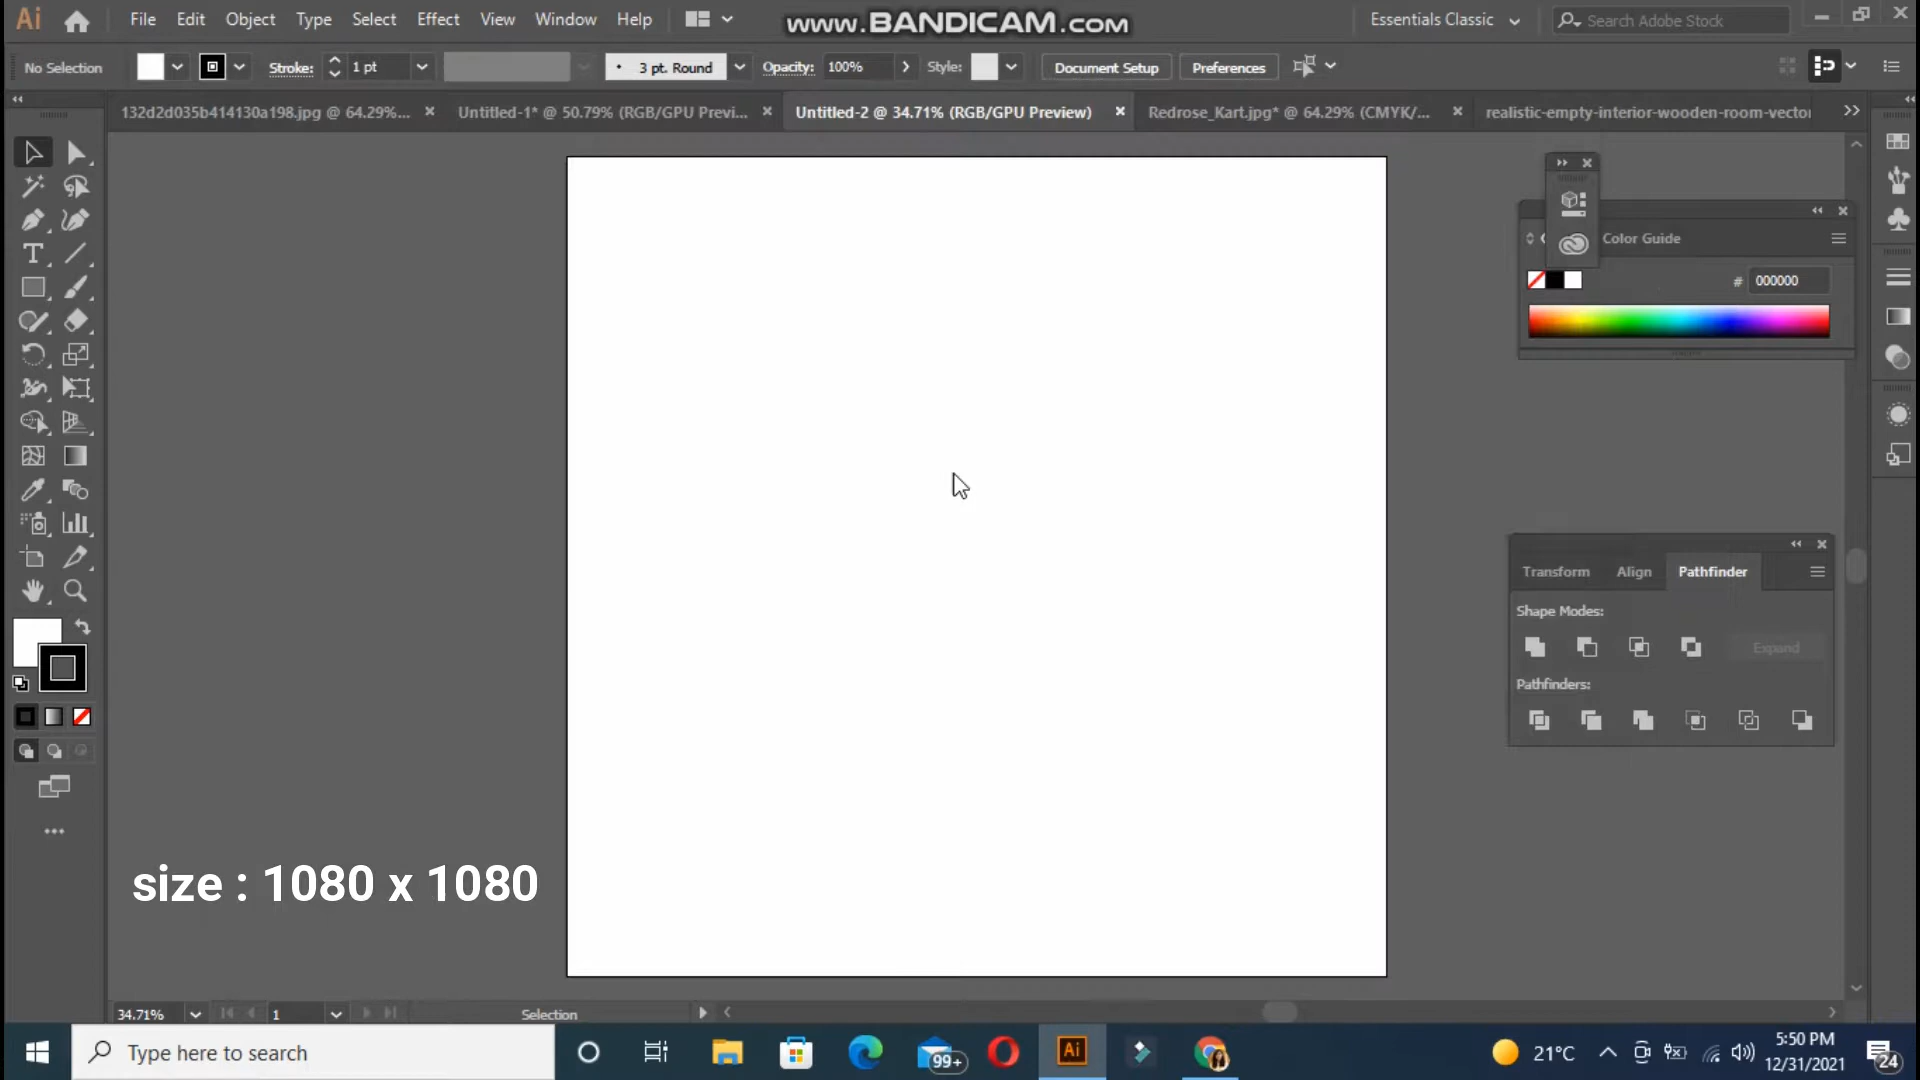 Ai File Edit Object Type Select Effect View Window Help www.BANDICAM.com Essentials Classic Search Adobe Stock
No Selection Stroke: 1 pt 3 pt. Round Opacity: 100% Style: Document Setup Preferences
132d2d035b414130a198.jpg @ 64.29%... Untitled-1* @ 50.79% (RGB/GPU Previ... Untitled-2 @ 34.71% (RGB/GPU Preview) Redrose_Kart.jpg* @ 64.29% (CMYK/... realistic-empty-interior-wooden-room-vector
Color Guide
# 000000
Transform Align Pathfinder
Shape Modes:
Expand
Pathfinders:
size : 1080 x 1080
34.71% 1 Selection
Type here to search 99+ Ai 21°C 5:50 PM
12/31/2021 24